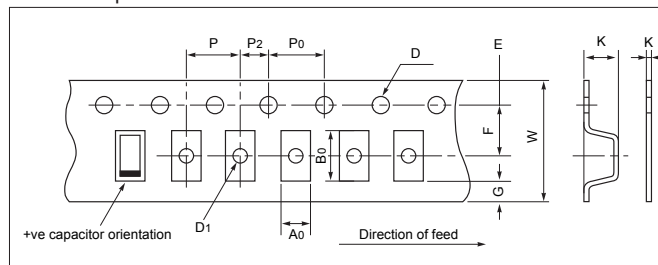 P P2 P0 D E K K
F
W
B0
G
D1
A0
+ve capacitor orientation
Direction of feed